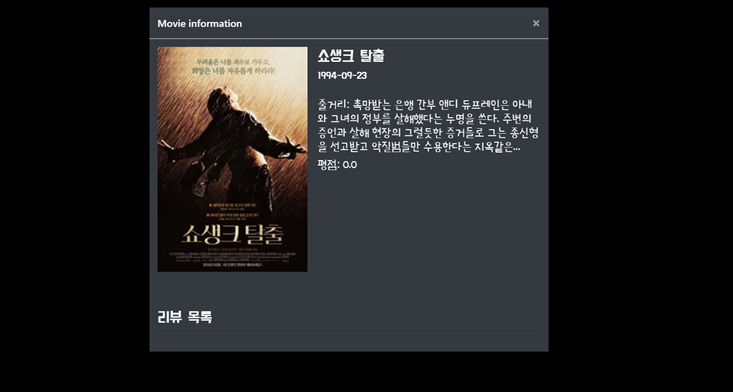 Movie information
×
두려움은 너를 죄수로 가두고,
희망은 너를 자유롭게 하리라!
쇼생크 탈출
쇼생크 탈출
1994-09-23
줄거리: 촉망받는 은행 간부 앤디 듀프레인은 아내
와 그녀의 정부를 살해했다는 누명을 쓴다. 주변의
증언과 살해 현장의 그럴듯한 증거들로 그는 종신형
을 선고받고 악질범들만 수용한다는 지옥같은...
평점: 0.0
리뷰 목록